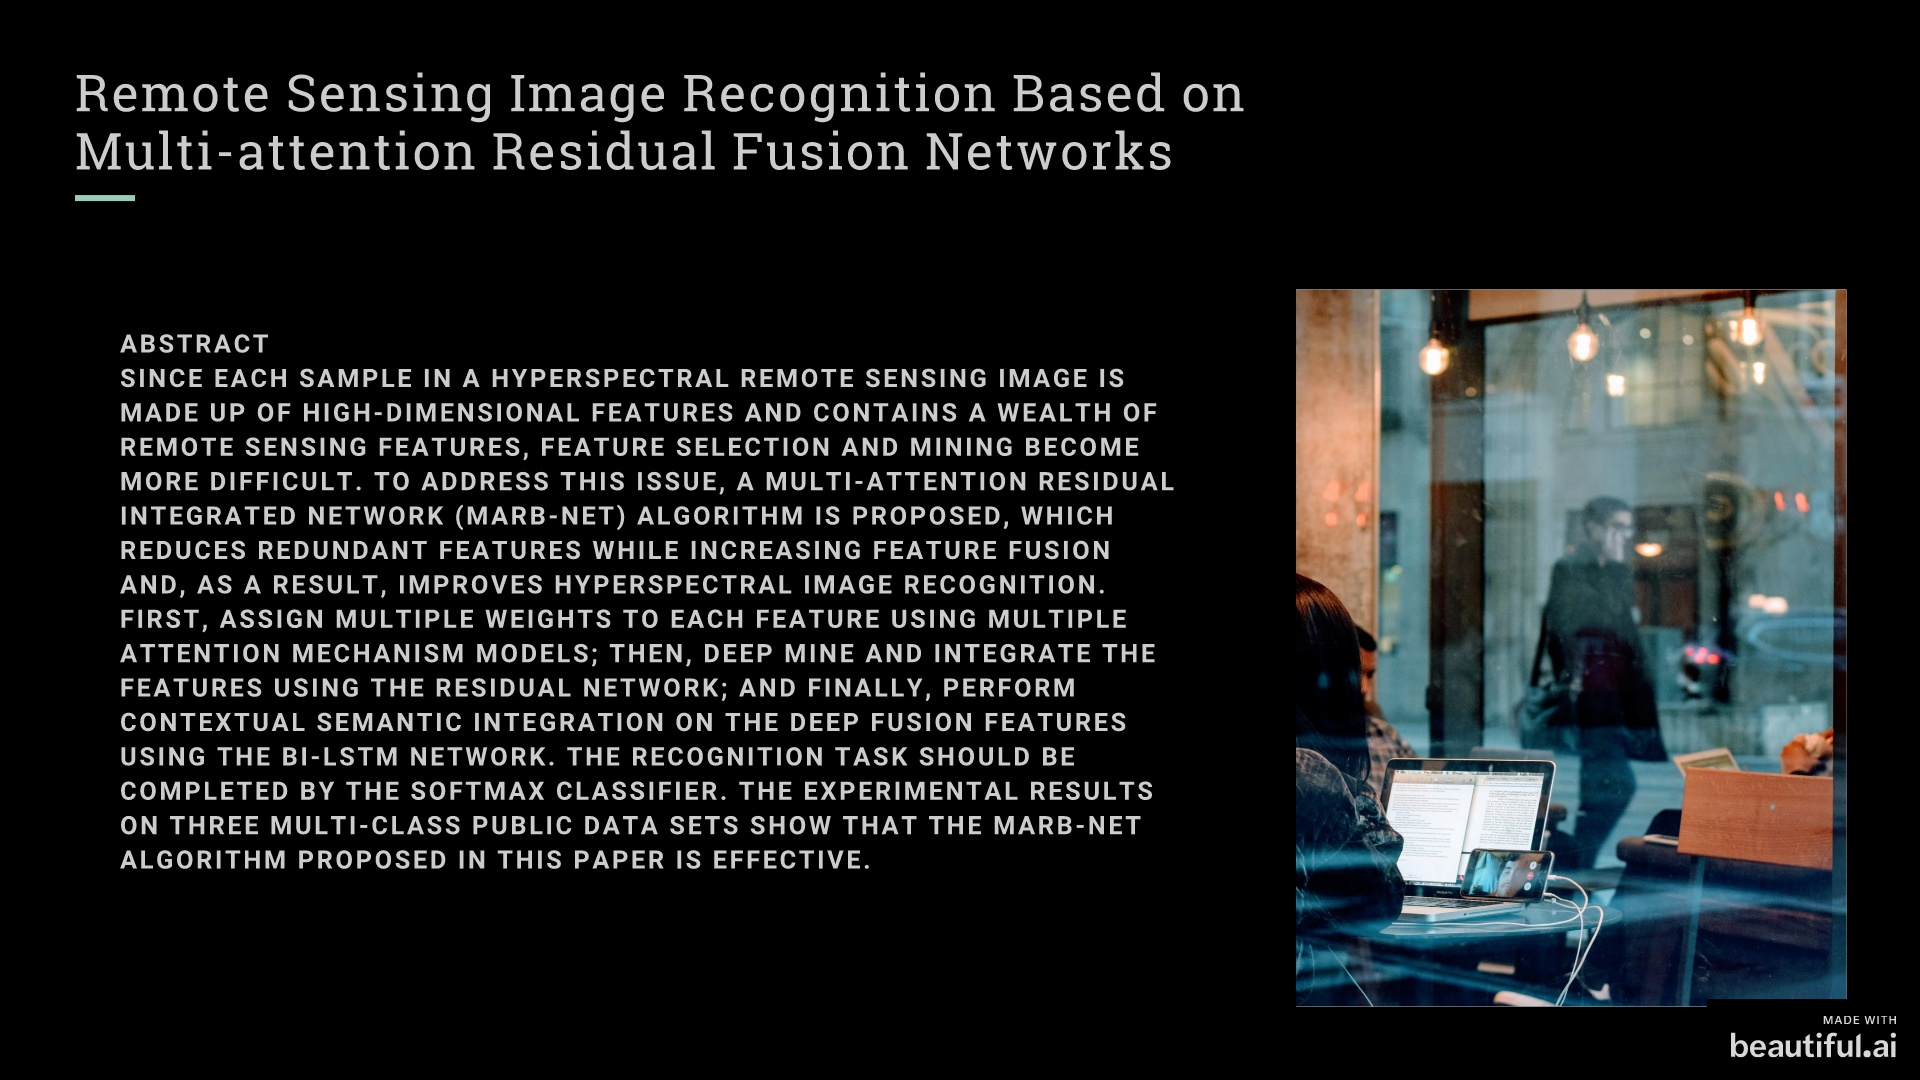 Remote Sensing Image Recognition Based on
Multi-attention Residual Fusion Networks
ABSTRACT
SINCE EACH SAMPLE IN A HYPERSPECTRAL REMOTE SENSING IMAGE IS
MADE UP OF HIGH-DIMENSIONAL FEATURES AND CONTAINS A WEALTH OF
REMOTE SENSING FEATURES, FEATURE SELECTION AND MINING BECOME
MORE DIFFICULT. TO ADDRESS THIS ISSUE, A MULTI-ATTENTION RESIDUAL
INTEGRATED NETWORK (MARB-NET) ALGORITHM IS PROPOSED, WHICH
REDUCES REDUNDANT FEATURES WHILE INCREASING FEATURE FUSION
AND, AS A RESULT, IMPROVES HYPERSPECTRAL IMAGE RECOGNITION.
FIRST, ASSIGN MULTIPLE WEIGHTS TO EACH FEATURE USING MULTIPLE
ATTENTION MECHANISM MODELS; THEN, DEEP MINE AND INTEGRATE THE
FEATURES USING THE RESIDUAL NETWORK; AND FINALLY, PERFORM
CONTEXTUAL SEMANTIC INTEGRATION ON THE DEEP FUSION FEATURES
USING THE BI-LSTM NETWORK. THE RECOGNITION TASK SHOULD BE
COMPLETED BY THE SOFTMAX CLASSIFIER. THE EXPERIMENTAL RESULTS
ON THREE MULTI-CLASS PUBLIC DATA SETS SHOW THAT THE MARB-NET
ALGORITHM PROPOSED IN THIS PAPER IS EFFECTIVE.
MADE WITH
beautiful.ai